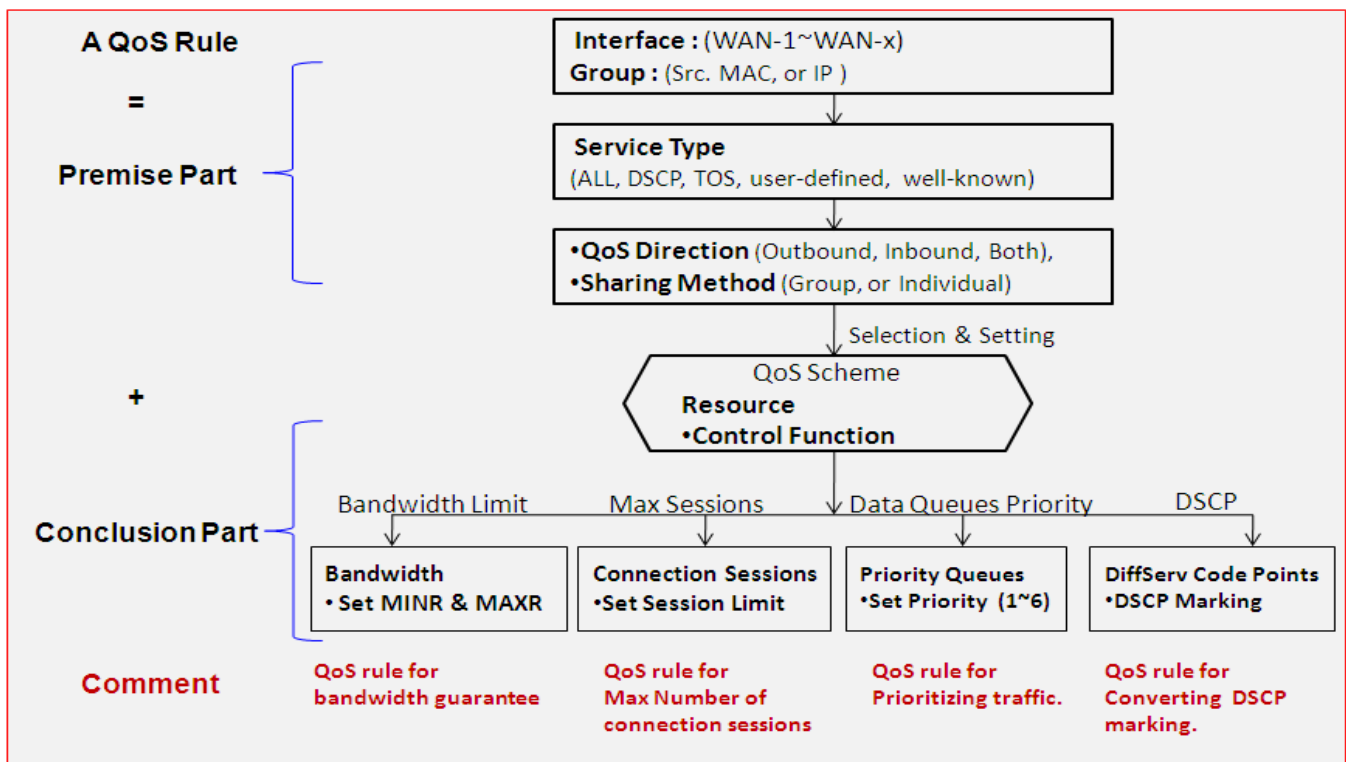 A QoS Rule
=
Premise Part
+
Conclusion Part
Comment
Interface : (WAN-1~WAN-x)
Group : (Src. MAC, or IP )
Service Type
(ALL, DSCP, TOS, user-defined, well-known)
•QoS Direction (Outbound, Inbound, Both),
•Sharing Method (Group, or Individual)
Selection & Setting
QoS Scheme
Resource
•Control Function
Bandwidth Limit
Max Sessions
Data Queues Priority
DSCP
Bandwidth
• Set MINR & MAXR
Connection Sessions
•Set Session Limit
Priority Queues
•Set Priority (1~6)
DiffServ Code Points
•DSCP Marking
QoS rule for
bandwidth guarantee
QoS rule for
Max Number of
connection sessions
QoS rule for
Prioritizing traffic.
QoS rule for
Converting DSCP
marking.